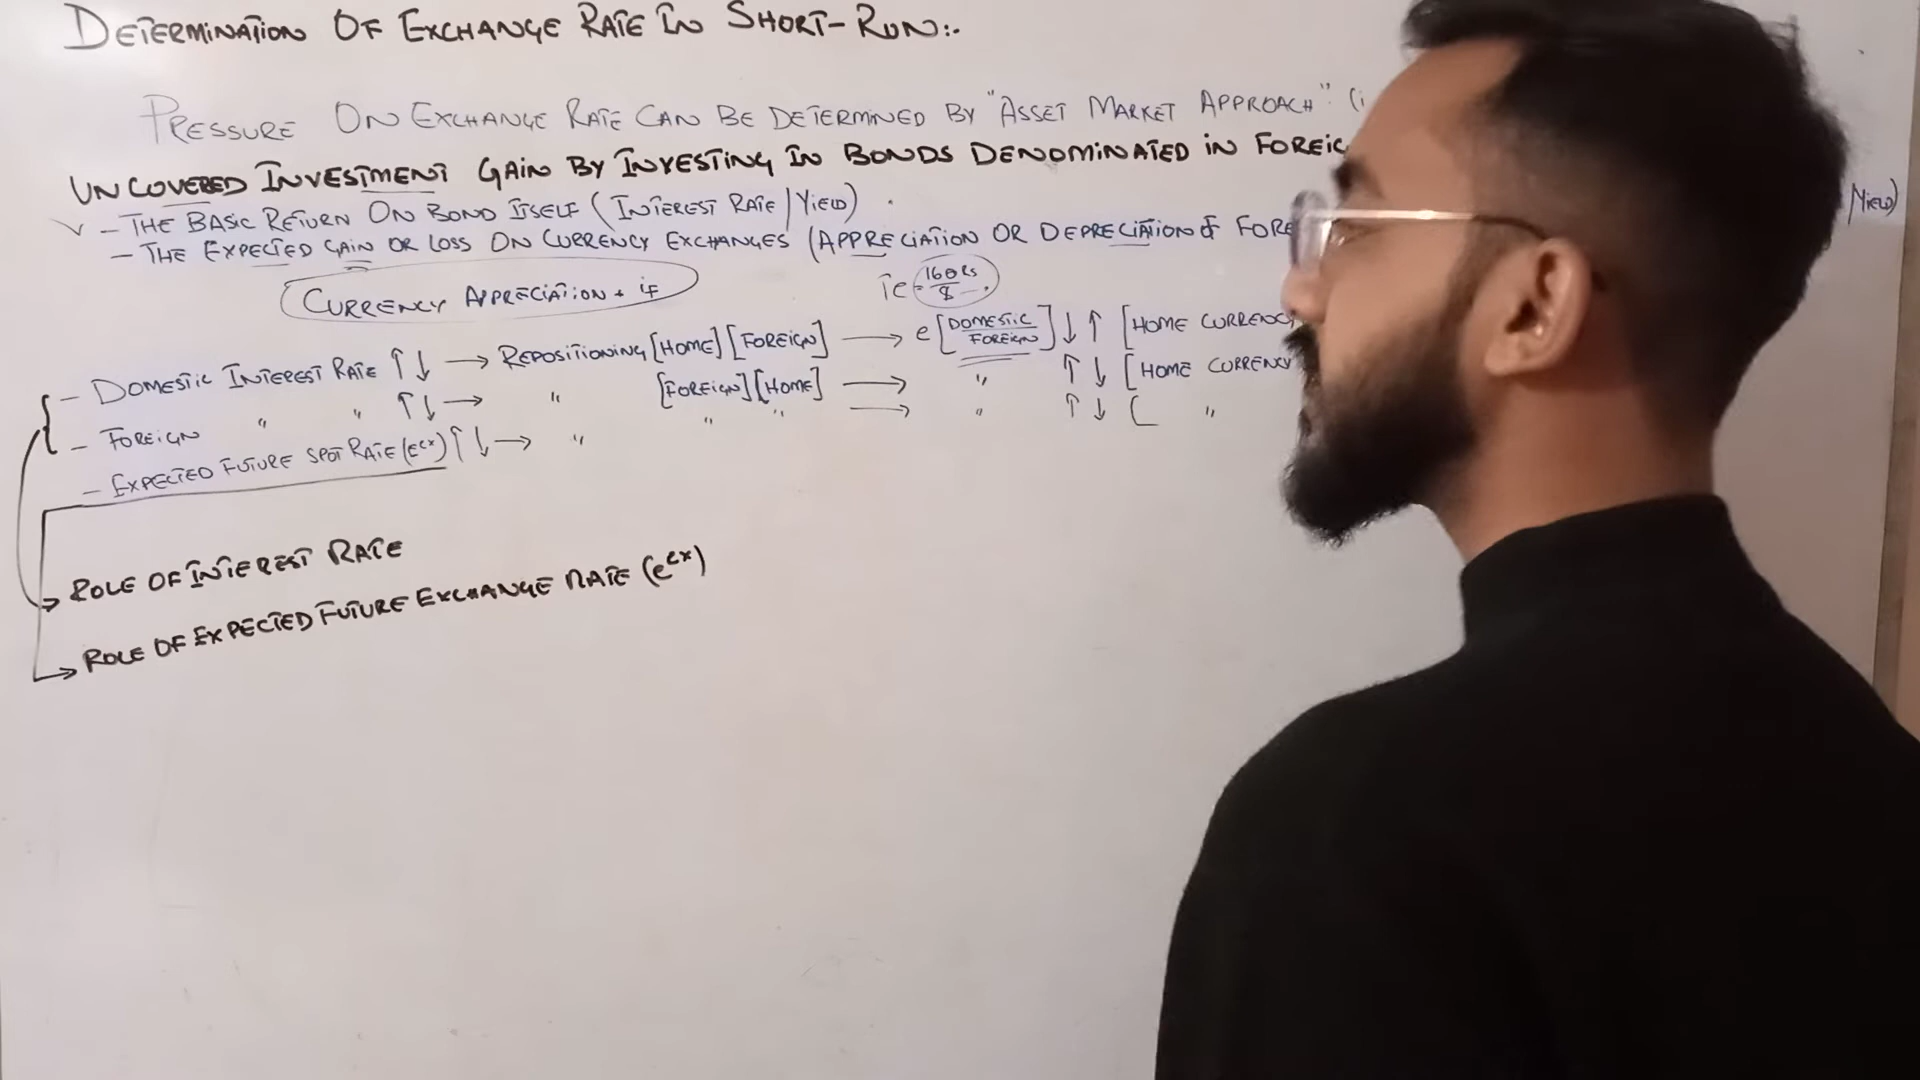 DETERMINATION OF EXCHANGE RATE IN SHORT-RUN:-
PRESSURE ON EXCHANGE RATE CAN BE DETERMINED BY "ASSET MARKET APPROACH" (i
UNCOVERED INVESTMENT GAIN BY INVESTING IN BONDS DENOMINATED IN FOREIG
- THE BASIC RETURN ON BOND ITSELF (INTEREST RATE / YIELD) . / YIELD)
- THE EXPECTED GAIN OR LOSS ON CURRENCY EXCHANGES (APPRECIATION OR DEPRECIATION OF FORE
CURRENCY APPRECIATION + if ie 160Rs/$
- DOMESTIC INTEREST RATE ↑ ↓ → REPOSITIONING [HOME] [FOREIGN] → e [DOMESTIC/FOREIGN] ↓ ↑ [HOME CURRENCY
- FOREIGN " " ↑ ↓ → " [FOREIGN] [HOME] → " ↑ ↓ [HOME CURRENCY
- EXPECTED FUTURE SPOT RATE (eex) ↑ ↓ → " " " → " ↑ ↓ ( "
→ ROLE OF INTEREST RATE
→ ROLE OF EXPECTED FUTURE EXCHANGE RATE (eex)